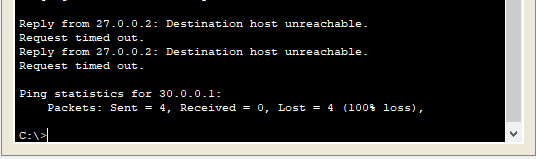 Reply from 27.0.0.2: Destination host unreachable.
Request timed out.
Reply from 27.0.0.2: Destination host unreachable.
Request timed out.
Ping statistics for 30.0.0.1:
Packets: Sent = 4, Received = 0, Lost = 4 (100% loss),
C:\>